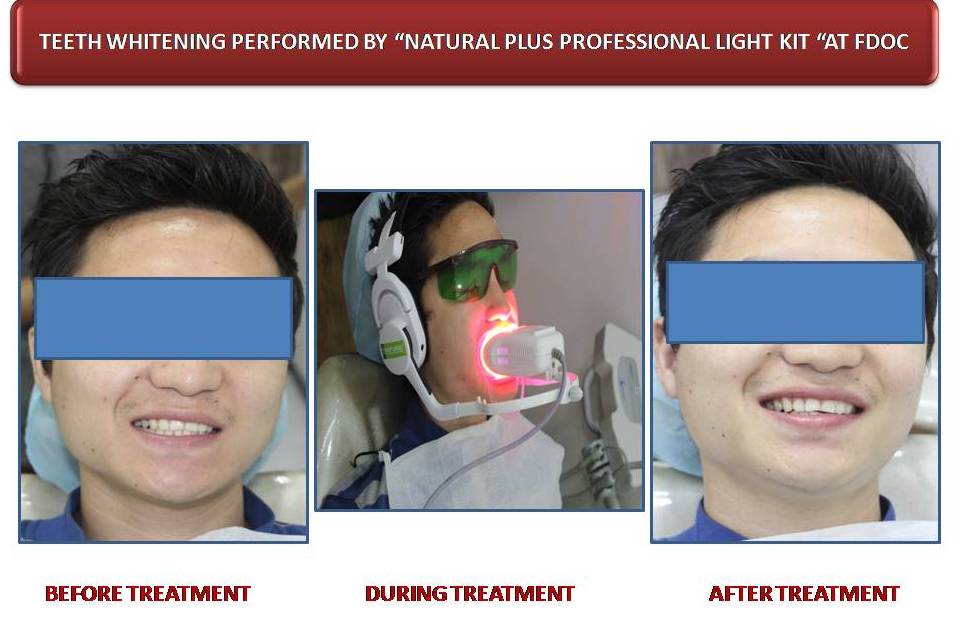 TEETH WHITENING PERFORMED BY “NATURAL PLUS PROFESSIONAL LIGHT KIT “AT FDOC
BEFORE TREATMENT
DURING TREATMENT
AFTER TREATMENT